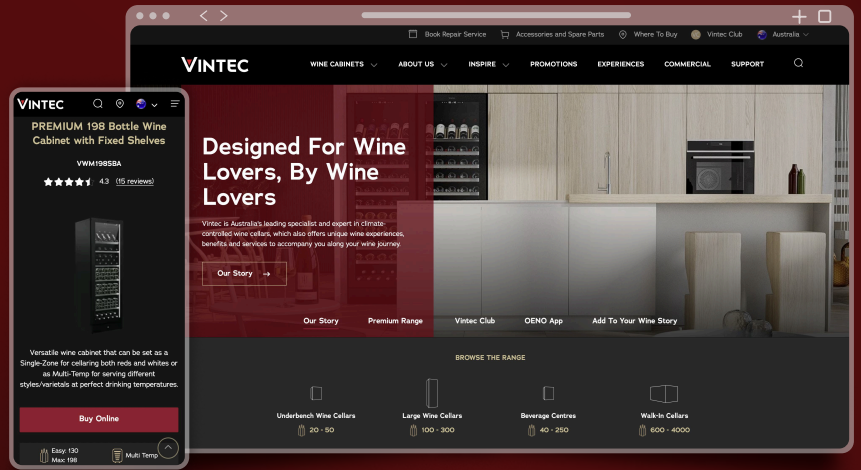 Book Repair Service Accessories and Spare Parts Where To Buy Vintec Club Australia
VINTEC WINE CABINETS ABOUT US INSPIRE PROMOTIONS EXPERIENCES COMMERCIAL SUPPORT
Designed For Wine
Lovers, By Wine
Lovers
Vintec is Australia's leading specialist and expert in climate-
controlled wine cellars, which also offers unique wine experiences,
benefits and services to accompany you along your wine journey.
Our Story →
Our Story Premium Range Vintec Club OENO App Add To Your Wine Story
BROWSE THE RANGE
Underbench Wine Cellars Large Wine Cellars Beverage Centres Walk-In Cellars
20 - 50 100 - 300 40 - 250 600 - 4000
VINTEC
PREMIUM 198 Bottle Wine
Cabinet with Fixed Shelves
VWM198SBA
4.3 (15 reviews)
Versatile wine cabinet that can be set as a
Single-Zone for cellaring both reds and whites or
as Multi-Temp for serving different
styles/varietals at perfect drinking temperatures.
Buy Online
Easy: 130
Max: 198
Multi Temp